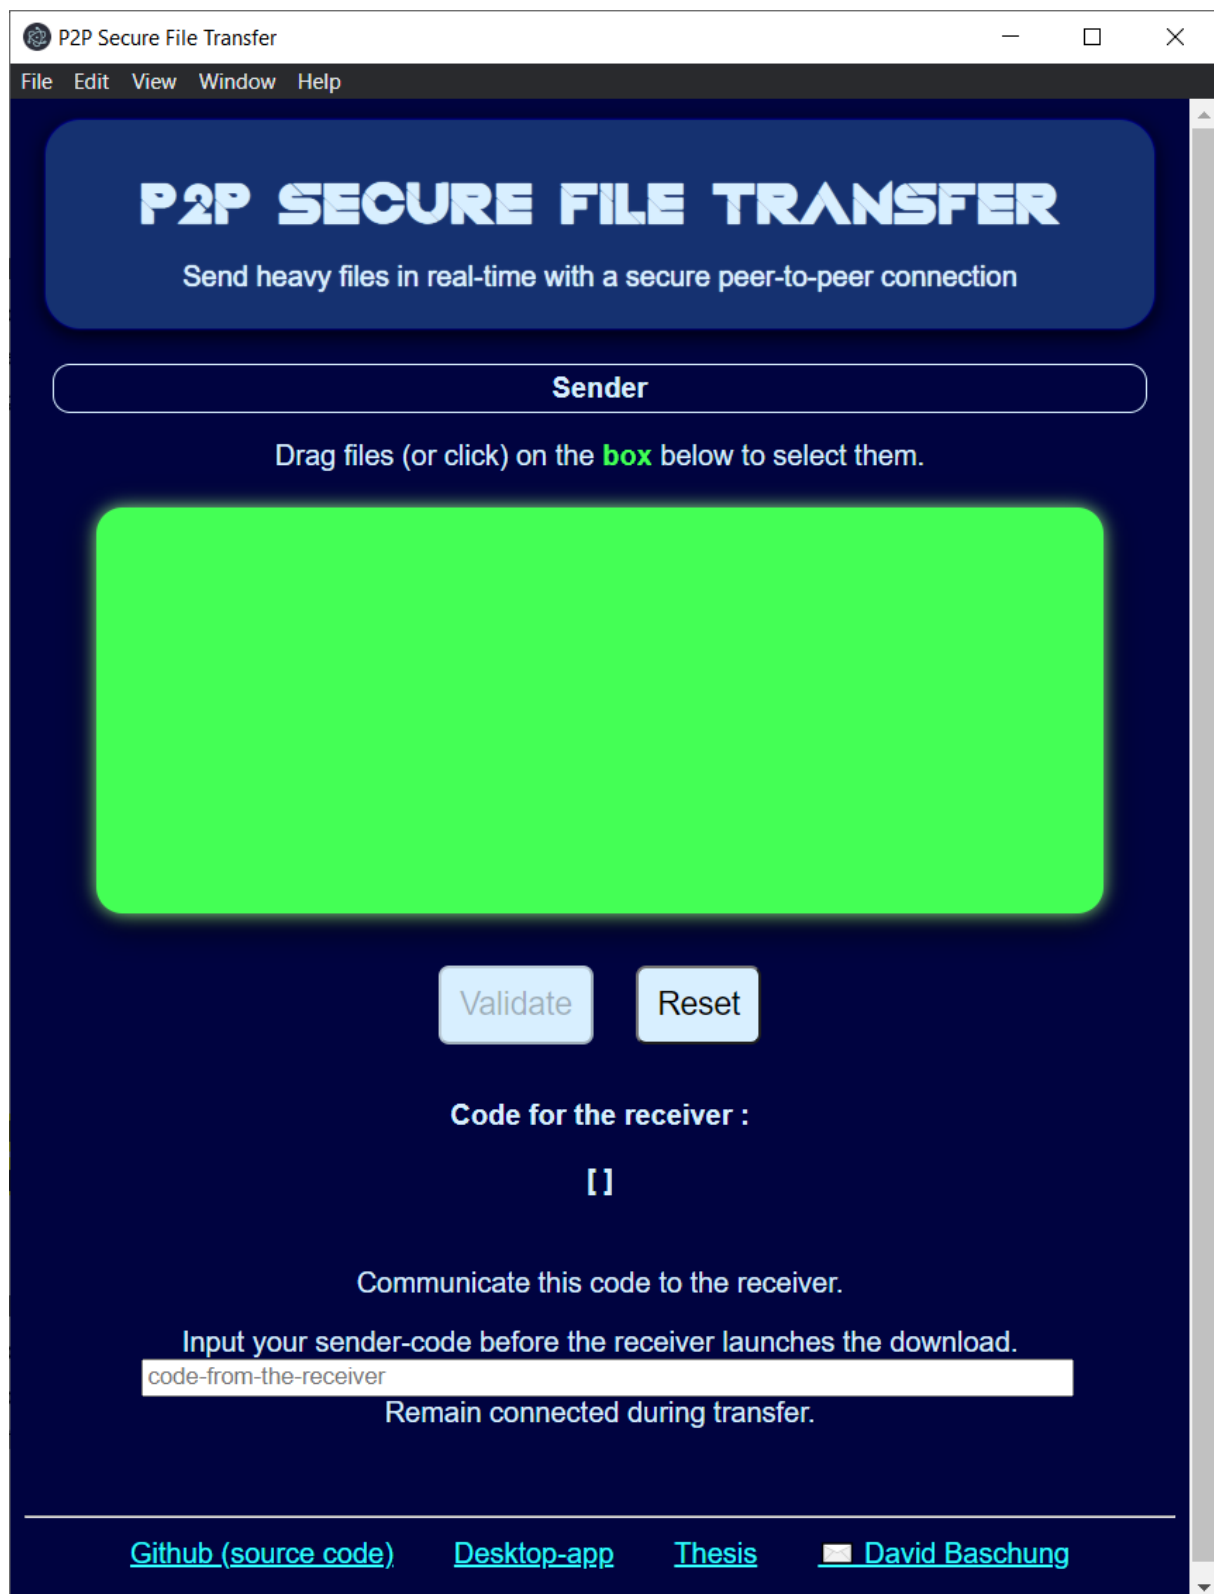 P2P Secure File Transfer
File Edit View Window Help
P2P SECURE FILE TRANSFER
Send heavy files in real-time with a secure peer-to-peer connection
Sender
Drag files (or click) on the box below to select them.
Validate Reset
Code for the receiver :
[ ]
Communicate this code to the receiver.
Input your sender-code before the receiver launches the download.
code-from-the-receiver
Remain connected during transfer.
Github (source code) Desktop-app Thesis ✉️ David Baschung